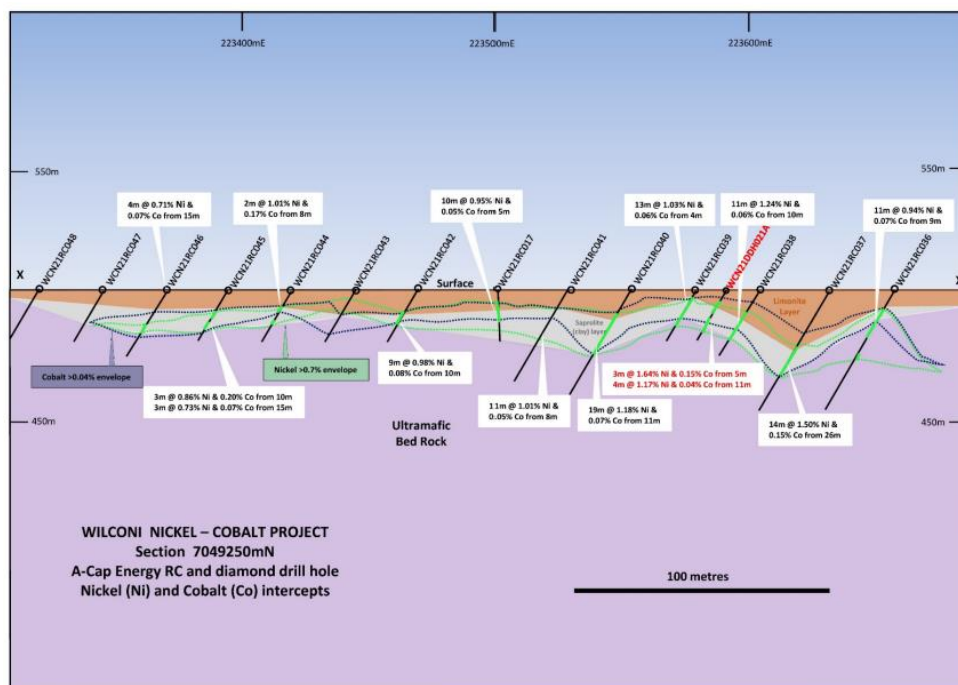 223400mE
223500mE
223600mE
550m
550m
4m @ 0.71% Ni &
0.07% Co from 15m
2m @ 1.01% Ni &
0.17% Co from 8m
10m @ 0.95% Ni &
0.05% Co from 5m
13m @ 1.03% Ni &
0.06% Co from 4m
11m @ 1.24% Ni &
0.06% Co from 10m
11m @ 0.94% Ni &
0.07% Co from 9m
WCN21RC048
WCN21RC047
WCN21RC046
WCN21RC045
WCN21RC044
WCN21RC043
WCN21RC042
WCN21RC017
WCN21RC041
WCN21RC040
WCN21RC039
WCN21DDH021A
WCN21RC038
WCN21RC037
WCN21RC036
X
Surface
Limonite
Layer
Saprolite
(clay) layer
Cobalt >0.04% envelope
Nickel >0.7% envelope
9m @ 0.98% Ni &
0.08% Co from 10m
3m @ 1.64% Ni & 0.15% Co from 5m
4m @ 1.17% Ni & 0.04% Co from 11m
3m @ 0.86% Ni & 0.20% Co from 10m
3m @ 0.73% Ni & 0.07% Co from 15m
11m @ 1.01% Ni &
0.05% Co from 8m
19m @ 1.18% Ni &
0.07% Co from 11m
14m @ 1.50% Ni &
0.15% Co from 26m
450m
450m
Ultramafic
Bed Rock
WILCONI NICKEL – COBALT PROJECT
Section 7049250mN
A-Cap Energy RC and diamond drill hole
Nickel (Ni) and Cobalt (Co) intercepts
100 metres